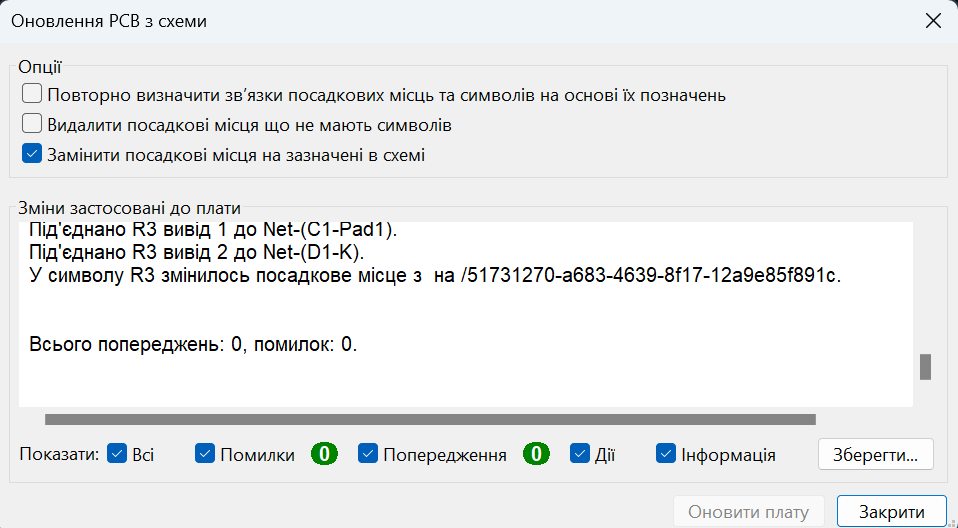 Оновлення PCB з схеми
Опції
Повторно визначити зв’язки посадкових місць та символів на основі їх позначень
Видалити посадкові місця що не мають символів
Замінити посадкові місця на зазначені в схемі
Зміни застосовані до плати
Під'єднано R3 вивід 1 до Net-(C1-Pad1).
Під'єднано R3 вивід 2 до Net-(D1-K).
У символу R3 змінилось посадкове місце з  на /51731270-a683-4639-8f17-12a9e85f891c.
Всього попереджень: 0, помилок: 0.
Показати: Всі Помилки 0 Попередження 0 Дії Інформація Зберегти...
Оновити плату Закрити